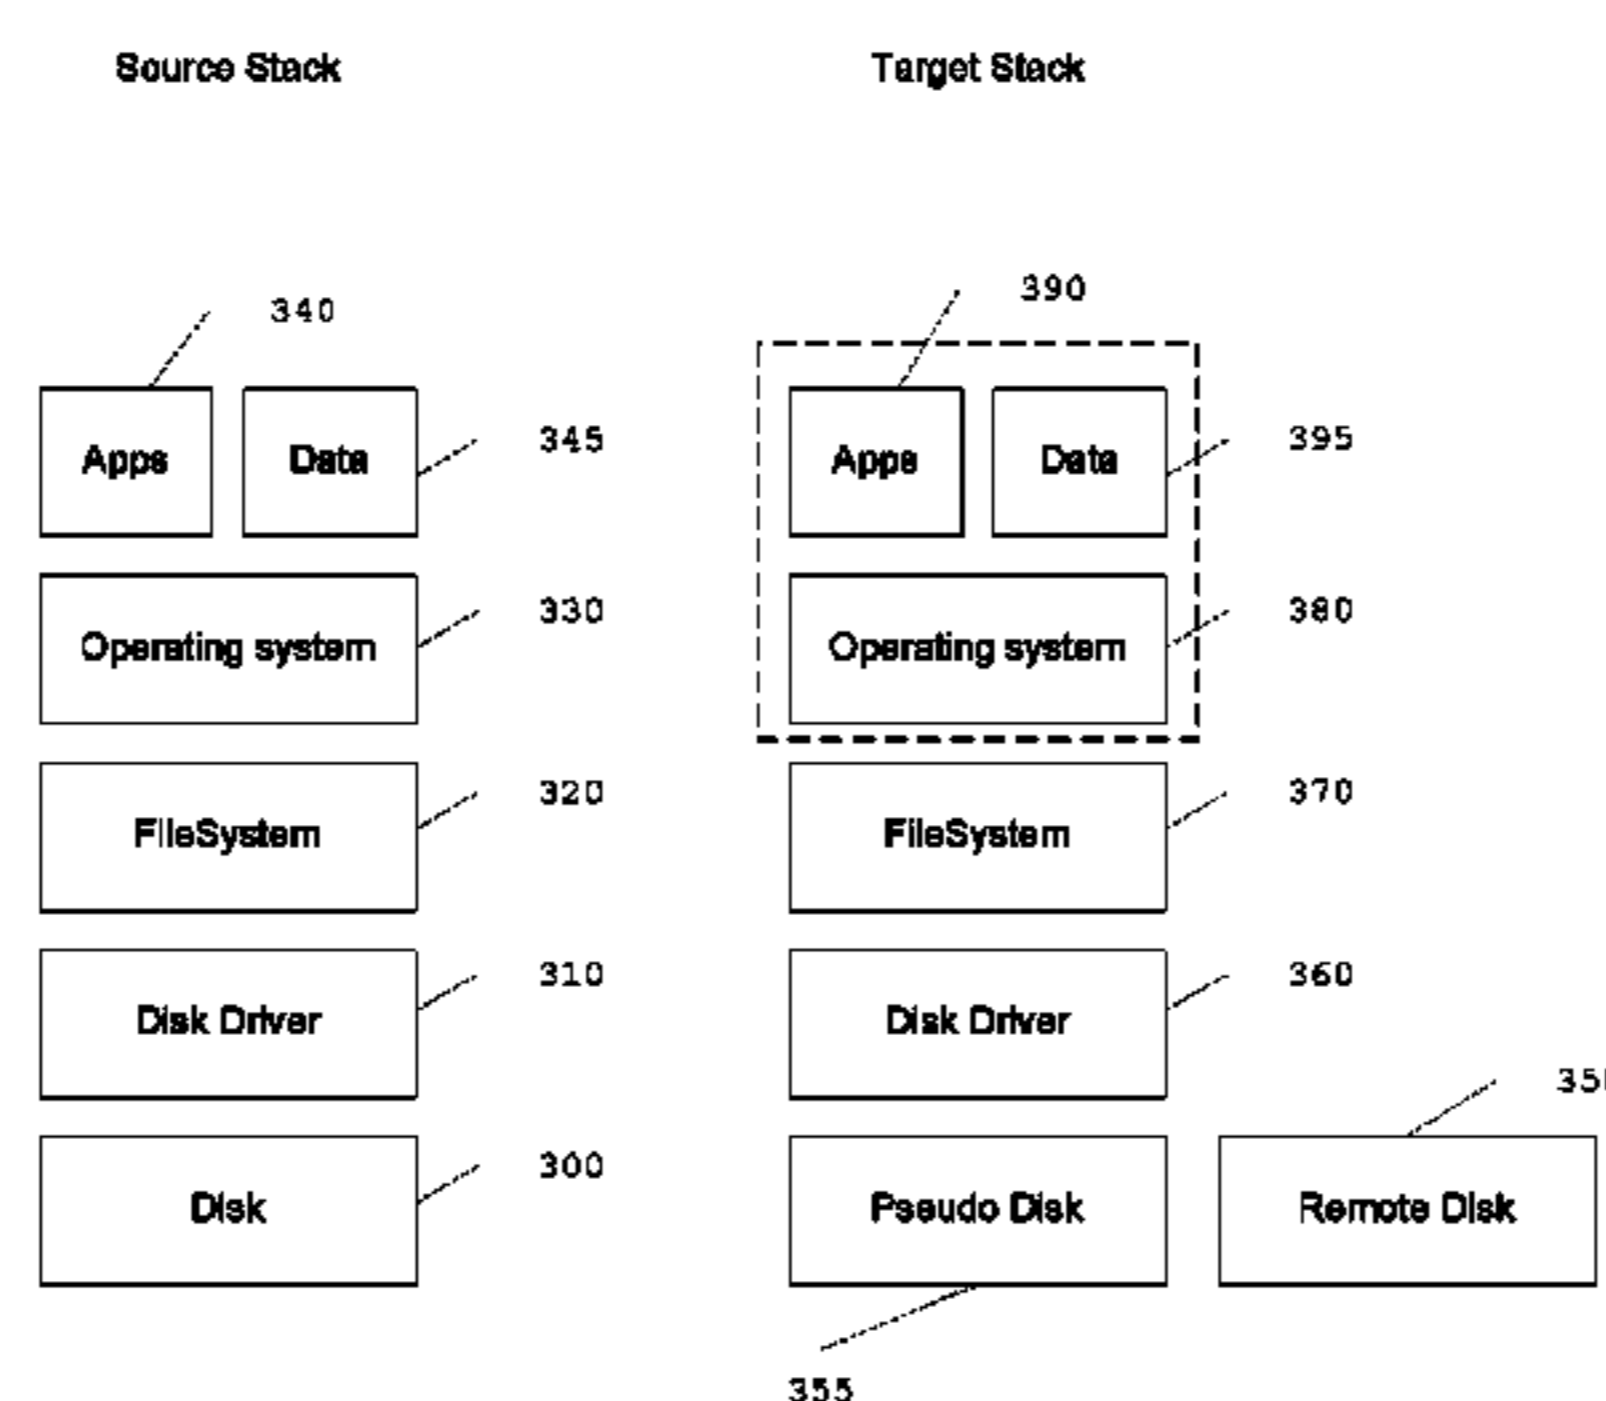 Source Stack
Target Stack
340
390
Apps
Data
345
Apps
Data
395
Operating system
330
Operating system
380
FileSystem
320
FileSystem
370
Disk Driver
310
Disk Driver
360
Disk
300
Pseudo Disk
Remote Disk
355